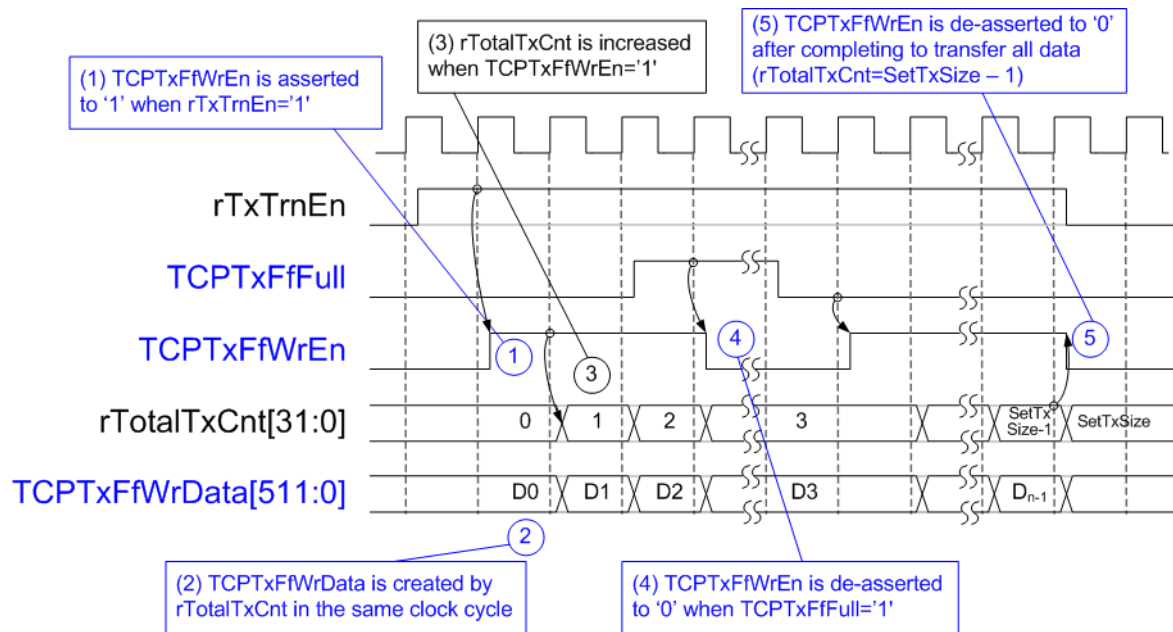 (5) TCPTxFfWrEn is de-asserted to ‘0’
after completing to transfer all data
(rTotalTxCnt=SetTxSize – 1)
(3) rTotalTxCnt is increased
when TCPTxFfWrEn=’1'
(1) TCPTxFfWrEn is asserted
to ‘1’ when rTxTrnEn=’1'
rTxTrnEn
TCPTxFfFull
TCPTxFfWrEn
1
3
4
5
rTotalTxCnt[31:0]
0
1
2
3
SetTx
Size-1
SetTxSize
TCPTxFfWrData[511:0]
D0
D1
D2
D3
Dn-1
2
(2) TCPTxFfWrData is created by
rTotalTxCnt in the same clock cycle
(4) TCPTxFfWrEn is de-asserted
to ‘0’ when TCPTxFfFull=’1'